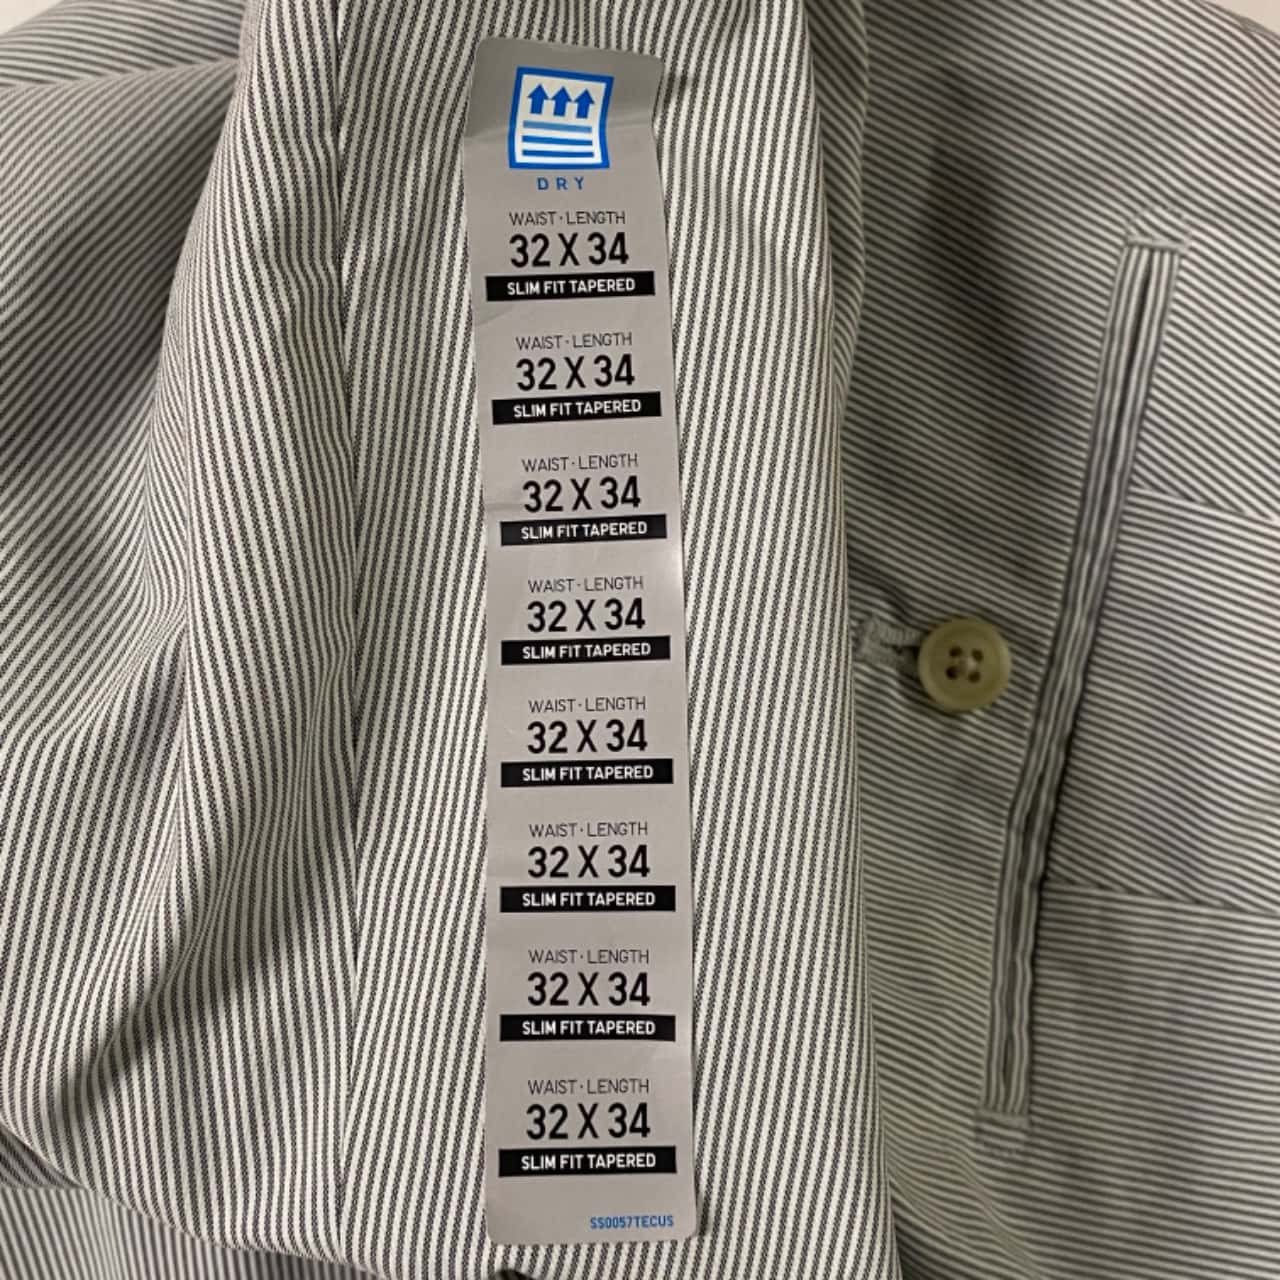 DRY
WAIST · LENGTH
32 X 34
SLIM FIT TAPERED
WAIST · LENGTH
32 X 34
SLIM FIT TAPERED
WAIST · LENGTH
32 X 34
SLIM FIT TAPERED
WAIST · LENGTH
32 X 34
SLIM FIT TAPERED
WAIST · LENGTH
32 X 34
SLIM FIT TAPERED
WAIST · LENGTH
32 X 34
SLIM FIT TAPERED
WAIST · LENGTH
32 X 34
SLIM FIT TAPERED
WAIST · LENGTH
32 X 34
SLIM FIT TAPERED
SS0057TECUS